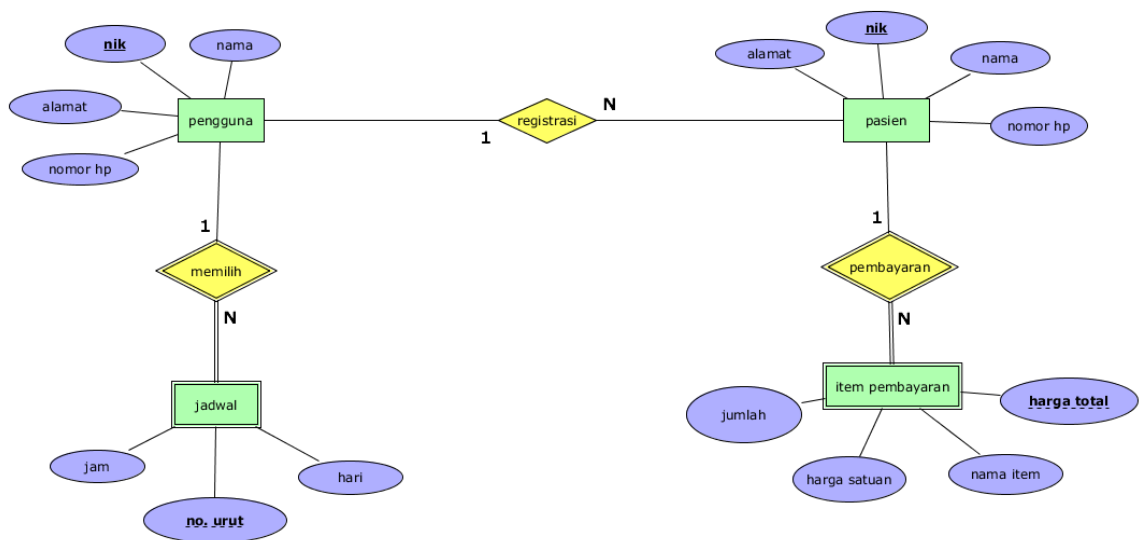 nik
nama
alamat
pengguna
nomor hp
1
registrasi
N
nik
alamat
nama
pasien
nomor hp
1
memilih
N
jadwal
jam
no. urut
hari
1
pembayaran
N
item pembayaran
jumlah
harga satuan
nama item
harga total